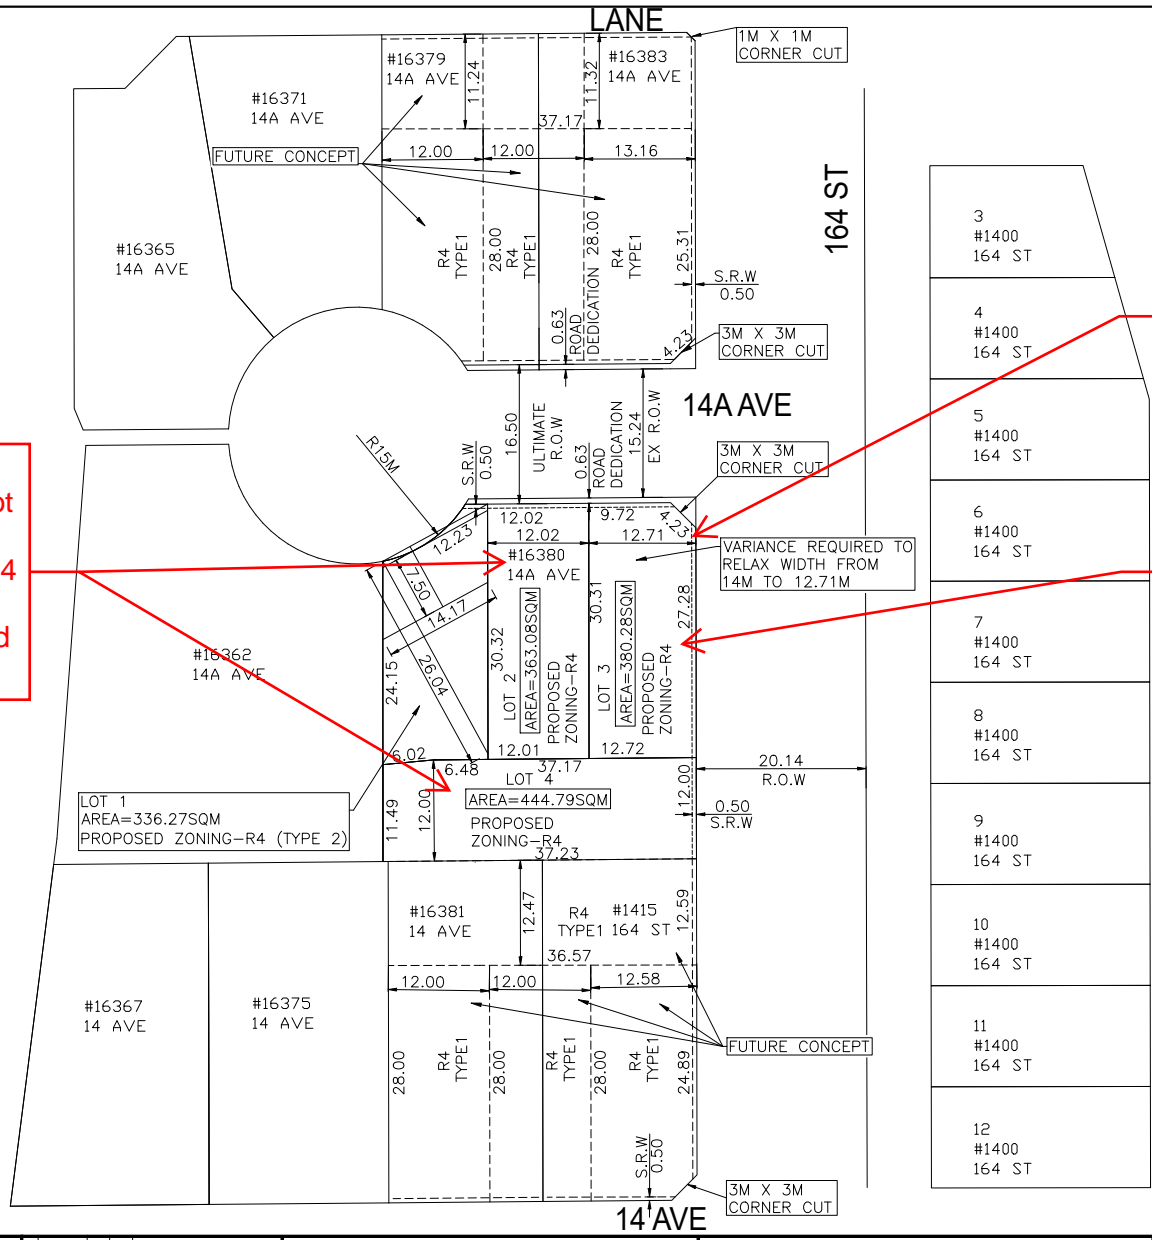 LANE
1M X 1M
CORNER CUT
#16379
14A AVE
11.24
11.32
#16383
14A AVE
#16371
14A AVE
37.17
FUTURE CONCEPT
12.00
12.00
13.16
164 ST
#16365
14A AVE
R4
TYPE1
28.00
R4
TYPE1
28.00
R4
TYPE1
25.31
S.R.W
0.50
0.63
ROAD
DEDICATION
4.23
3M X 3M
CORNER CUT
3
#1400
164 ST
4
#1400
164 ST
5
#1400
164 ST
6
#1400
164 ST
7
#1400
164 ST
8
#1400
164 ST
9
#1400
164 ST
10
#1400
164 ST
11
#1400
164 ST
12
#1400
164 ST
14A AVE
R15M
S.R.W
0.50
16.50
ULTIMATE
R.O.W
0.63
ROAD
DEDICATION
15.24
EX R.O.W
3M X 3M
CORNER CUT
pt
4
d
12.02
9.72
4.23
12.23
12.02
12.71
#16380
14A AVE
VARIANCE REQUIRED TO
RELAX WIDTH FROM
14M TO 12.71M
7.50
14.17
26.04
24.15
30.32
LOT 2
AREA=363.08SQM
PROPOSED
ZONING-R4
30.31
LOT 3
AREA=380.28SQM
PROPOSED
ZONING-R4
27.28
#16362
14A AVE
12.01
12.72
6.02
6.48
37.17
LOT 4
AREA=444.79SQM
PROPOSED
ZONING-R4
11.49
12.00
12.00
20.14
R.O.W
0.50
S.R.W
LOT 1
AREA=336.27SQM
PROPOSED ZONING-R4 (TYPE 2)
37.23
#16381
14 AVE
12.47
R4
TYPE1
#1415
164 ST
12.59
36.57
12.00
12.00
12.58
#16367
14 AVE
#16375
14 AVE
28.00
R4
TYPE1
28.00
R4
TYPE1
28.00
R4
TYPE1
24.89
FUTURE CONCEPT
S.R.W
0.50
3M X 3M
CORNER CUT
14 AVE